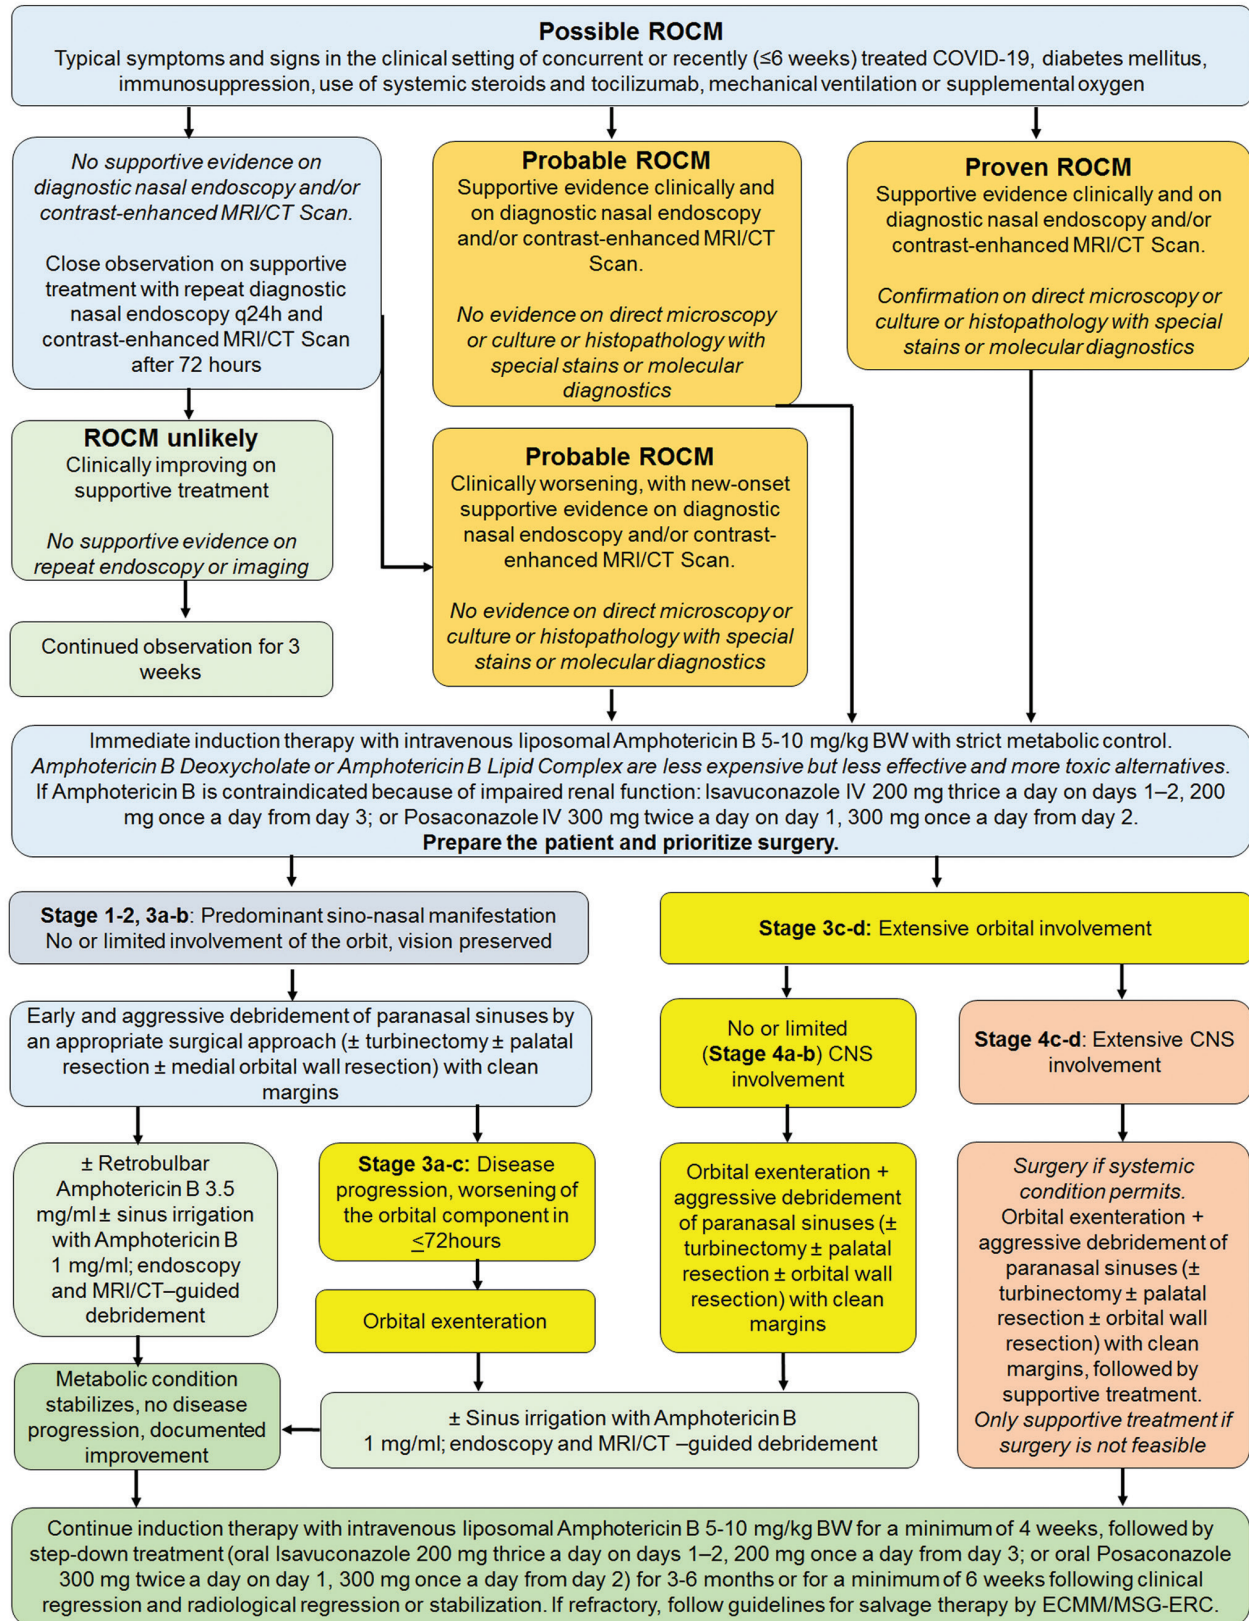 Possible ROCM
Typical symptoms and signs in the clinical setting of concurrent or recently (≤6 weeks) treated COVID-19, diabetes mellitus,
immunosuppression, use of systemic steroids and tocilizumab, mechanical ventilation or supplemental oxygen
No supportive evidence on
diagnostic nasal endoscopy and/or
contrast-enhanced MRI/CT Scan.
Close observation on supportive
treatment with repeat diagnostic
nasal endoscopy q24h and
contrast-enhanced MRI/CT Scan
after 72 hours
Probable ROCM
Supportive evidence clinically and
on diagnostic nasal endoscopy
and/or contrast-enhanced MRI/CT
Scan.
No evidence on direct microscopy
or culture or histopathology with
special stains or molecular
diagnostics
Proven ROCM
Supportive evidence clinically and on
diagnostic nasal endoscopy and/or
contrast-enhanced MRI/CT Scan.
Confirmation on direct microscopy or
culture or histopathology with special
stains or molecular diagnostics
ROCM unlikely
Clinically improving on
supportive treatment
No supportive evidence on
repeat endoscopy or imaging
Probable ROCM
Clinically worsening, with new-onset
supportive evidence on diagnostic
nasal endoscopy and/or contrast-
enhanced MRI/CT Scan.
No evidence on direct microscopy or
culture or histopathology with special
stains or molecular diagnostics
Continued observation for 3
weeks
Immediate induction therapy with intravenous liposomal Amphotericin B 5-10 mg/kg BW with strict metabolic control.
Amphotericin B Deoxycholate or Amphotericin B Lipid Complex are less expensive but less effective and more toxic alternatives.
If Amphotericin B is contraindicated because of impaired renal function: Isavuconazole IV 200 mg thrice a day on days 1–2, 200
mg once a day from day 3; or Posaconazole IV 300 mg twice a day on day 1, 300 mg once a day from day 2.
Prepare the patient and prioritize surgery.
Stage 1-2, 3a-b: Predominant sino-nasal manifestation
No or limited involvement of the orbit, vision preserved
Stage 3c-d: Extensive orbital involvement
Early and aggressive debridement of paranasal sinuses by
an appropriate surgical approach (± turbinectomy ± palatal
resection ± medial orbital wall resection) with clean
margins
No or limited
(Stage 4a-b) CNS
involvement
Stage 4c-d: Extensive CNS
involvement
± Retrobulbar
Amphotericin B 3.5
mg/ml ± sinus irrigation
with Amphotericin B
1 mg/ml; endoscopy
and MRI/CT–guided
debridement
Stage 3a-c: Disease
progression, worsening of
the orbital component in
≤72hours
Orbital exenteration
Orbital exenteration +
aggressive debridement
of paranasal sinuses (±
turbinectomy ± palatal
resection ± orbital wall
resection) with clean
margins
Surgery if systemic
condition permits.
Orbital exenteration +
aggressive debridement of
paranasal sinuses (±
turbinectomy ± palatal
resection ± orbital wall
resection) with clean
margins, followed by
supportive treatment.
Only supportive treatment if
surgery is not feasible
Metabolic condition
stabilizes, no disease
progression, documented
improvement
± Sinus irrigation with Amphotericin B
1 mg/ml; endoscopy and MRI/CT –guided debridement
Continue induction therapy with intravenous liposomal Amphotericin B 5-10 mg/kg BW for a minimum of 4 weeks, followed by
step-down treatment (oral Isavuconazole 200 mg thrice a day on days 1–2, 200 mg once a day from day 3; or oral Posaconazole
300 mg twice a day on day 1, 300 mg once a day from day 2) for 3-6 months or for a minimum of 6 weeks following clinical
regression and radiological regression or stabilization. If refractory, follow guidelines for salvage therapy by ECMM/MSG-ERC.